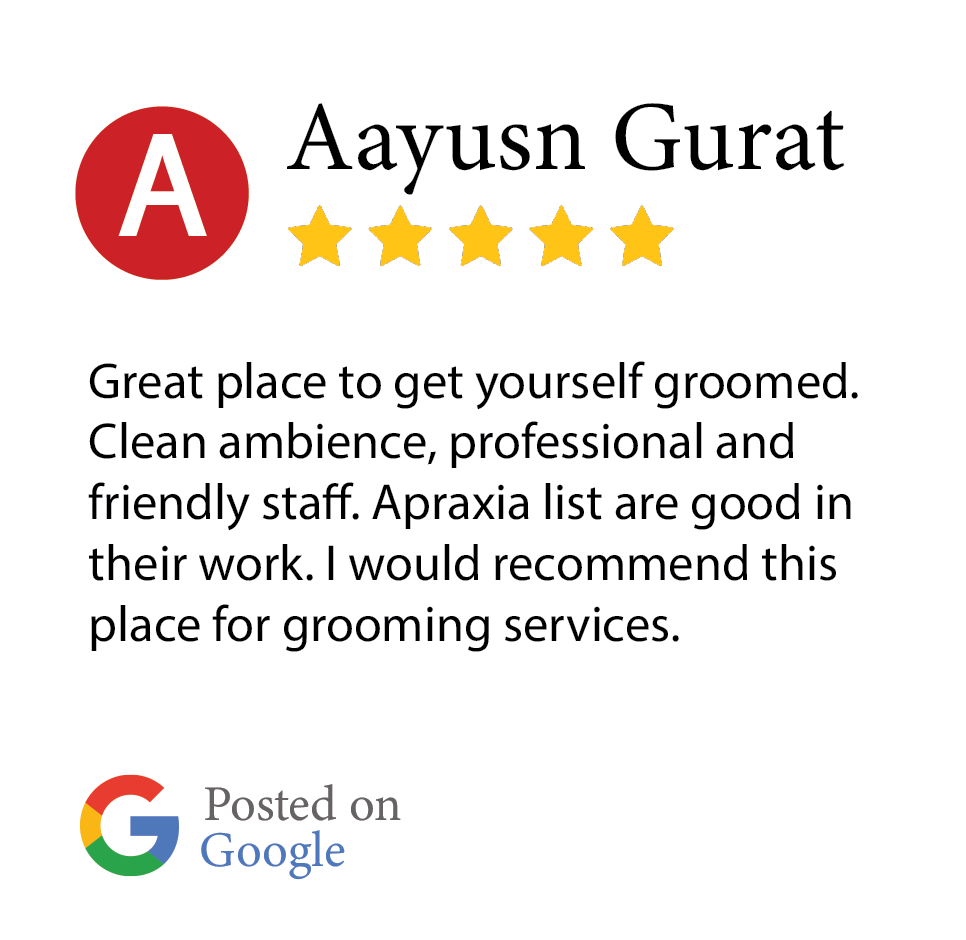 A
Aayusn Gurat
Great place to get yourself groomed.
Clean ambience, professional and
friendly staff. Apraxia list are good in
their work. I would recommend this
place for grooming services.
G
Posted on
Google